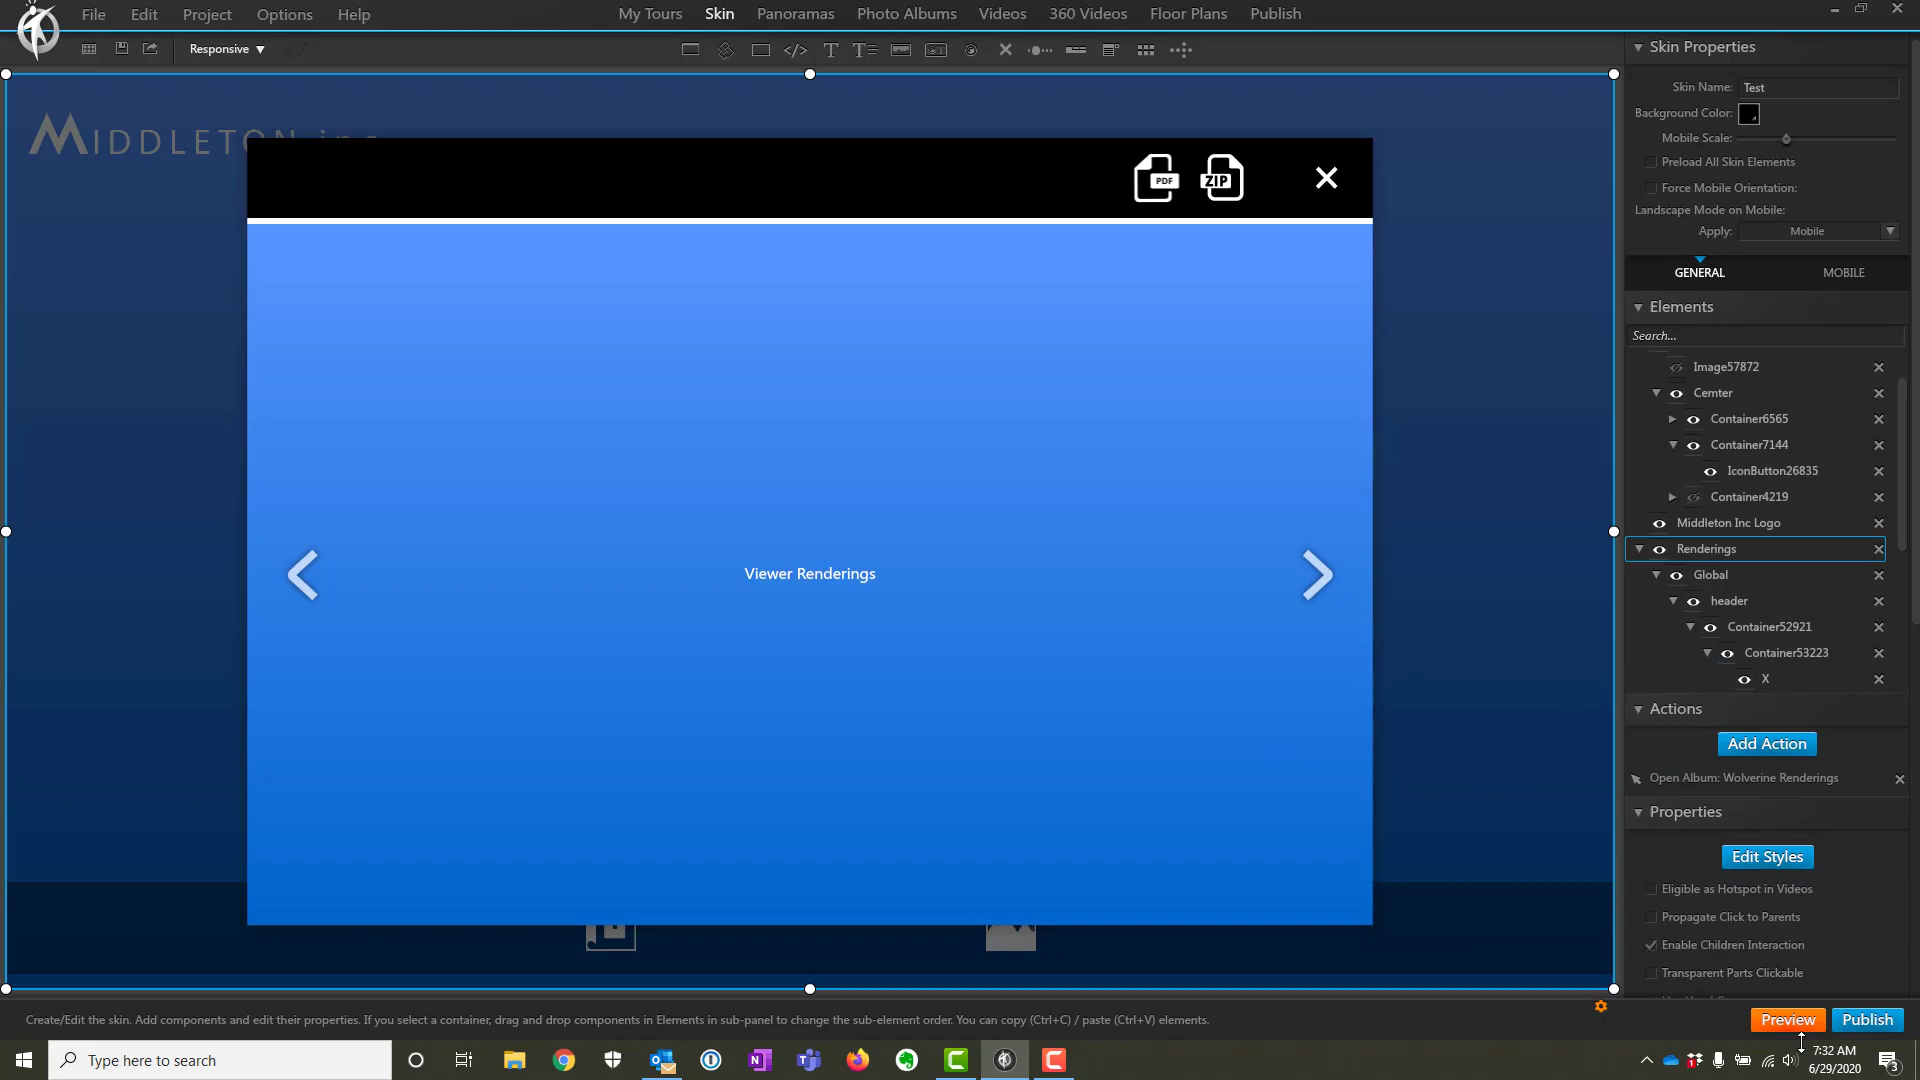 File Edit Project Options Help My Tours Skin Panoramas Photo Albums Videos 360 Videos Floor Plans Publish
Responsive
Skin Properties
Skin Name: Test
Background Color:
Mobile Scale:
Preload All Skin Elements
Force Mobile Orientation:
Landscape Mode on Mobile:
Apply: Mobile
GENERAL MOBILE
Elements
Search...
Image57872
Cemter
Container6565
Container7144
IconButton26835
Container4219
Middleton Inc Logo
Renderings
Global
header
Container52921
Container53223
X
Actions
Add Action
Open Album: Wolverine Renderings
Properties
Edit Styles
Eligible as Hotspot in Videos
Propagate Click to Parents
Enable Children Interaction
Transparent Parts Clickable
MIDDLETON inc
PDF ZIP
Viewer Renderings
Create/Edit the skin. Add components and edit their properties. If you select a container, drag and drop components in Elements in sub-panel to change the sub-element order. You can copy (Ctrl+C) / paste (Ctrl+V) elements.
Preview Publish
Type here to search
7:32 AM
6/29/2020
3